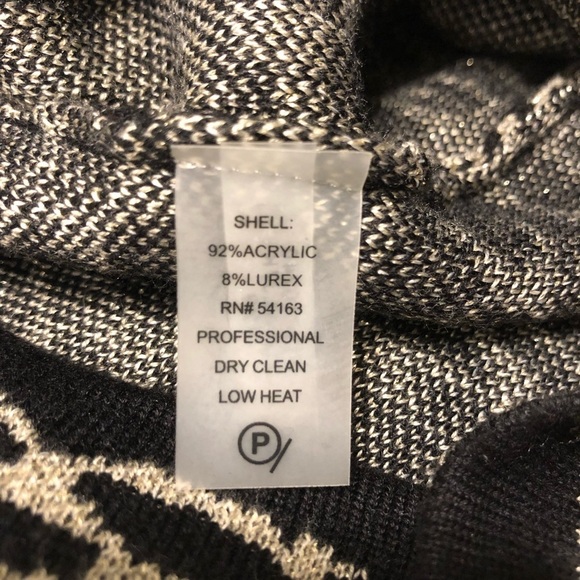 SHELL:
92%ACRYLIC
8%LUREX
RN# 54163
PROFESSIONAL
DRY CLEAN
LOW HEAT
P